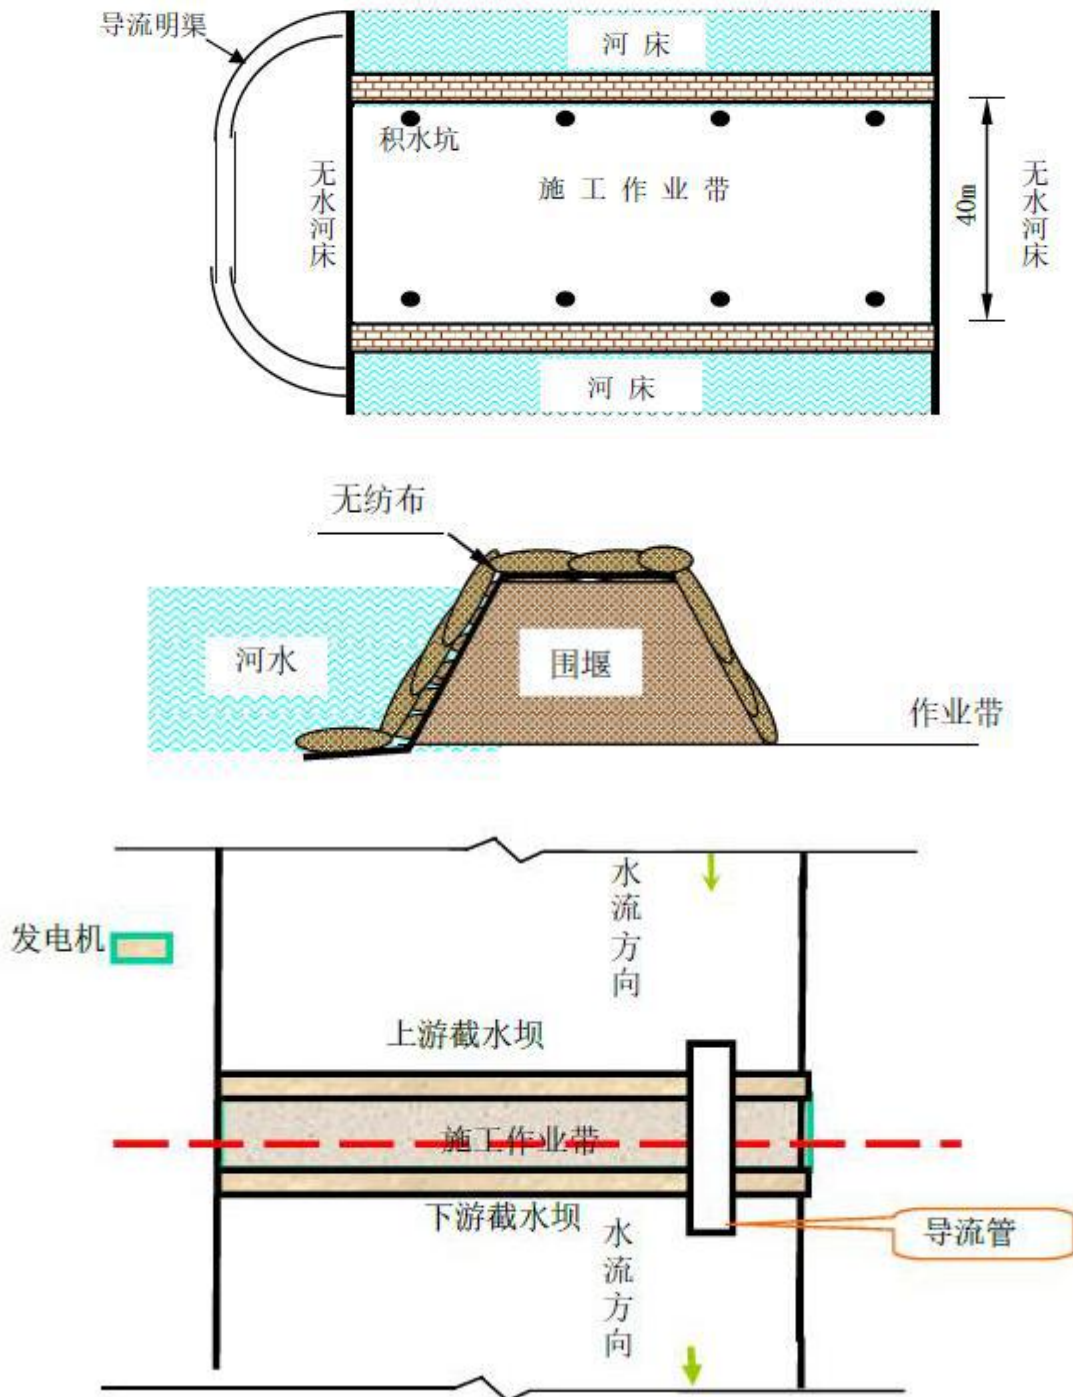 导流明渠
河 床
积水坑
无水河床
施 工 作 业 带
40m
无水河床
河 床
无纺布
河水
围堰
作业带
水流方向
发电机
上游截水坝
施工作业带
下游截水坝
水流方向
导流管